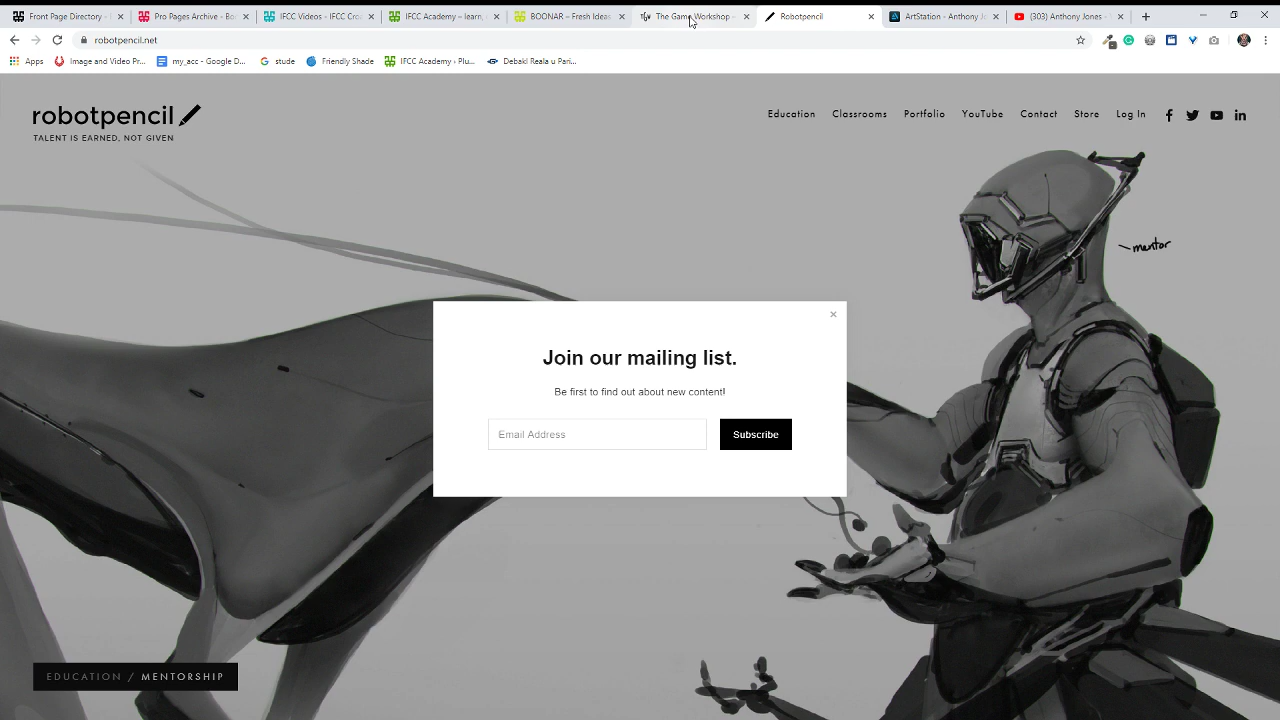 Front Page Directory -
Pro Pages Archive - Bo
IFCC Videos - IFCC Cro
IFCC Academy – learn,
BOONAR – Fresh Ideas
The Game Workshop –
Robotpencil
ArtStation - Anthony Jo
(303) Anthony Jones -
robotpencil.net
Apps
Image and Video Pr...
my_acc - Google D...
stude
Friendly Shade
IFCC Academy ‹ Plu...
Debakl Reala u Pari...
robotpencil
TALENT IS EARNED, NOT GIVEN
Education
Classrooms
Portfolio
YouTube
Contact
Store
Log In
mentor
Join our mailing list.
Be first to find out about new content!
Email Address
Subscribe
EDUCATION / MENTORSHIP